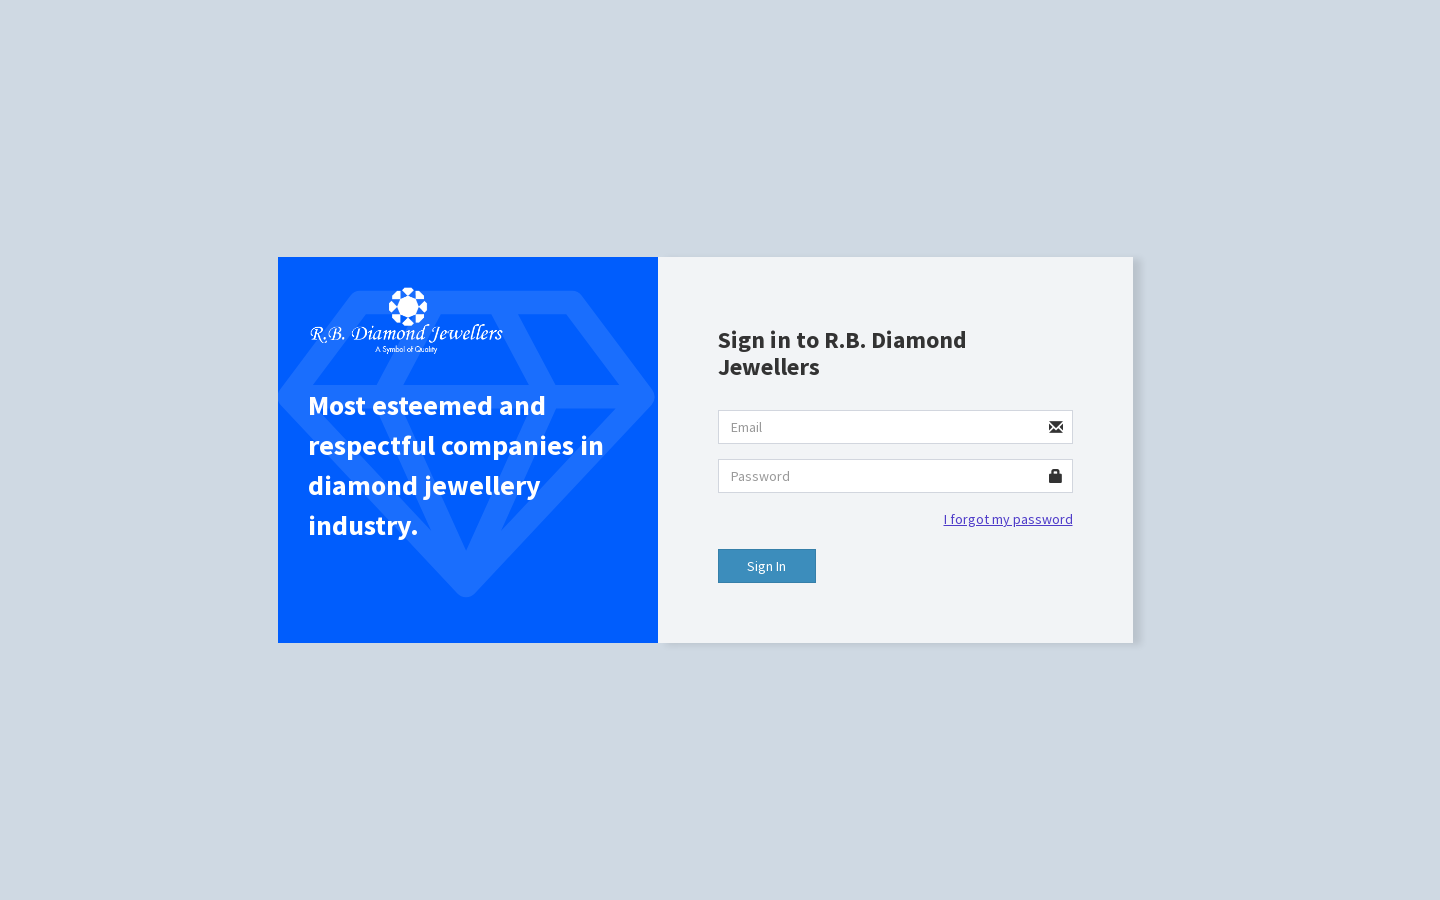 R.B. Diamond Jewellers
A Symbol of Quality
Most esteemed and
respectful companies in
diamond jewellery
industry.
Sign in to R.B. Diamond
Jewellers
Email
Password
I forgot my password
Sign In